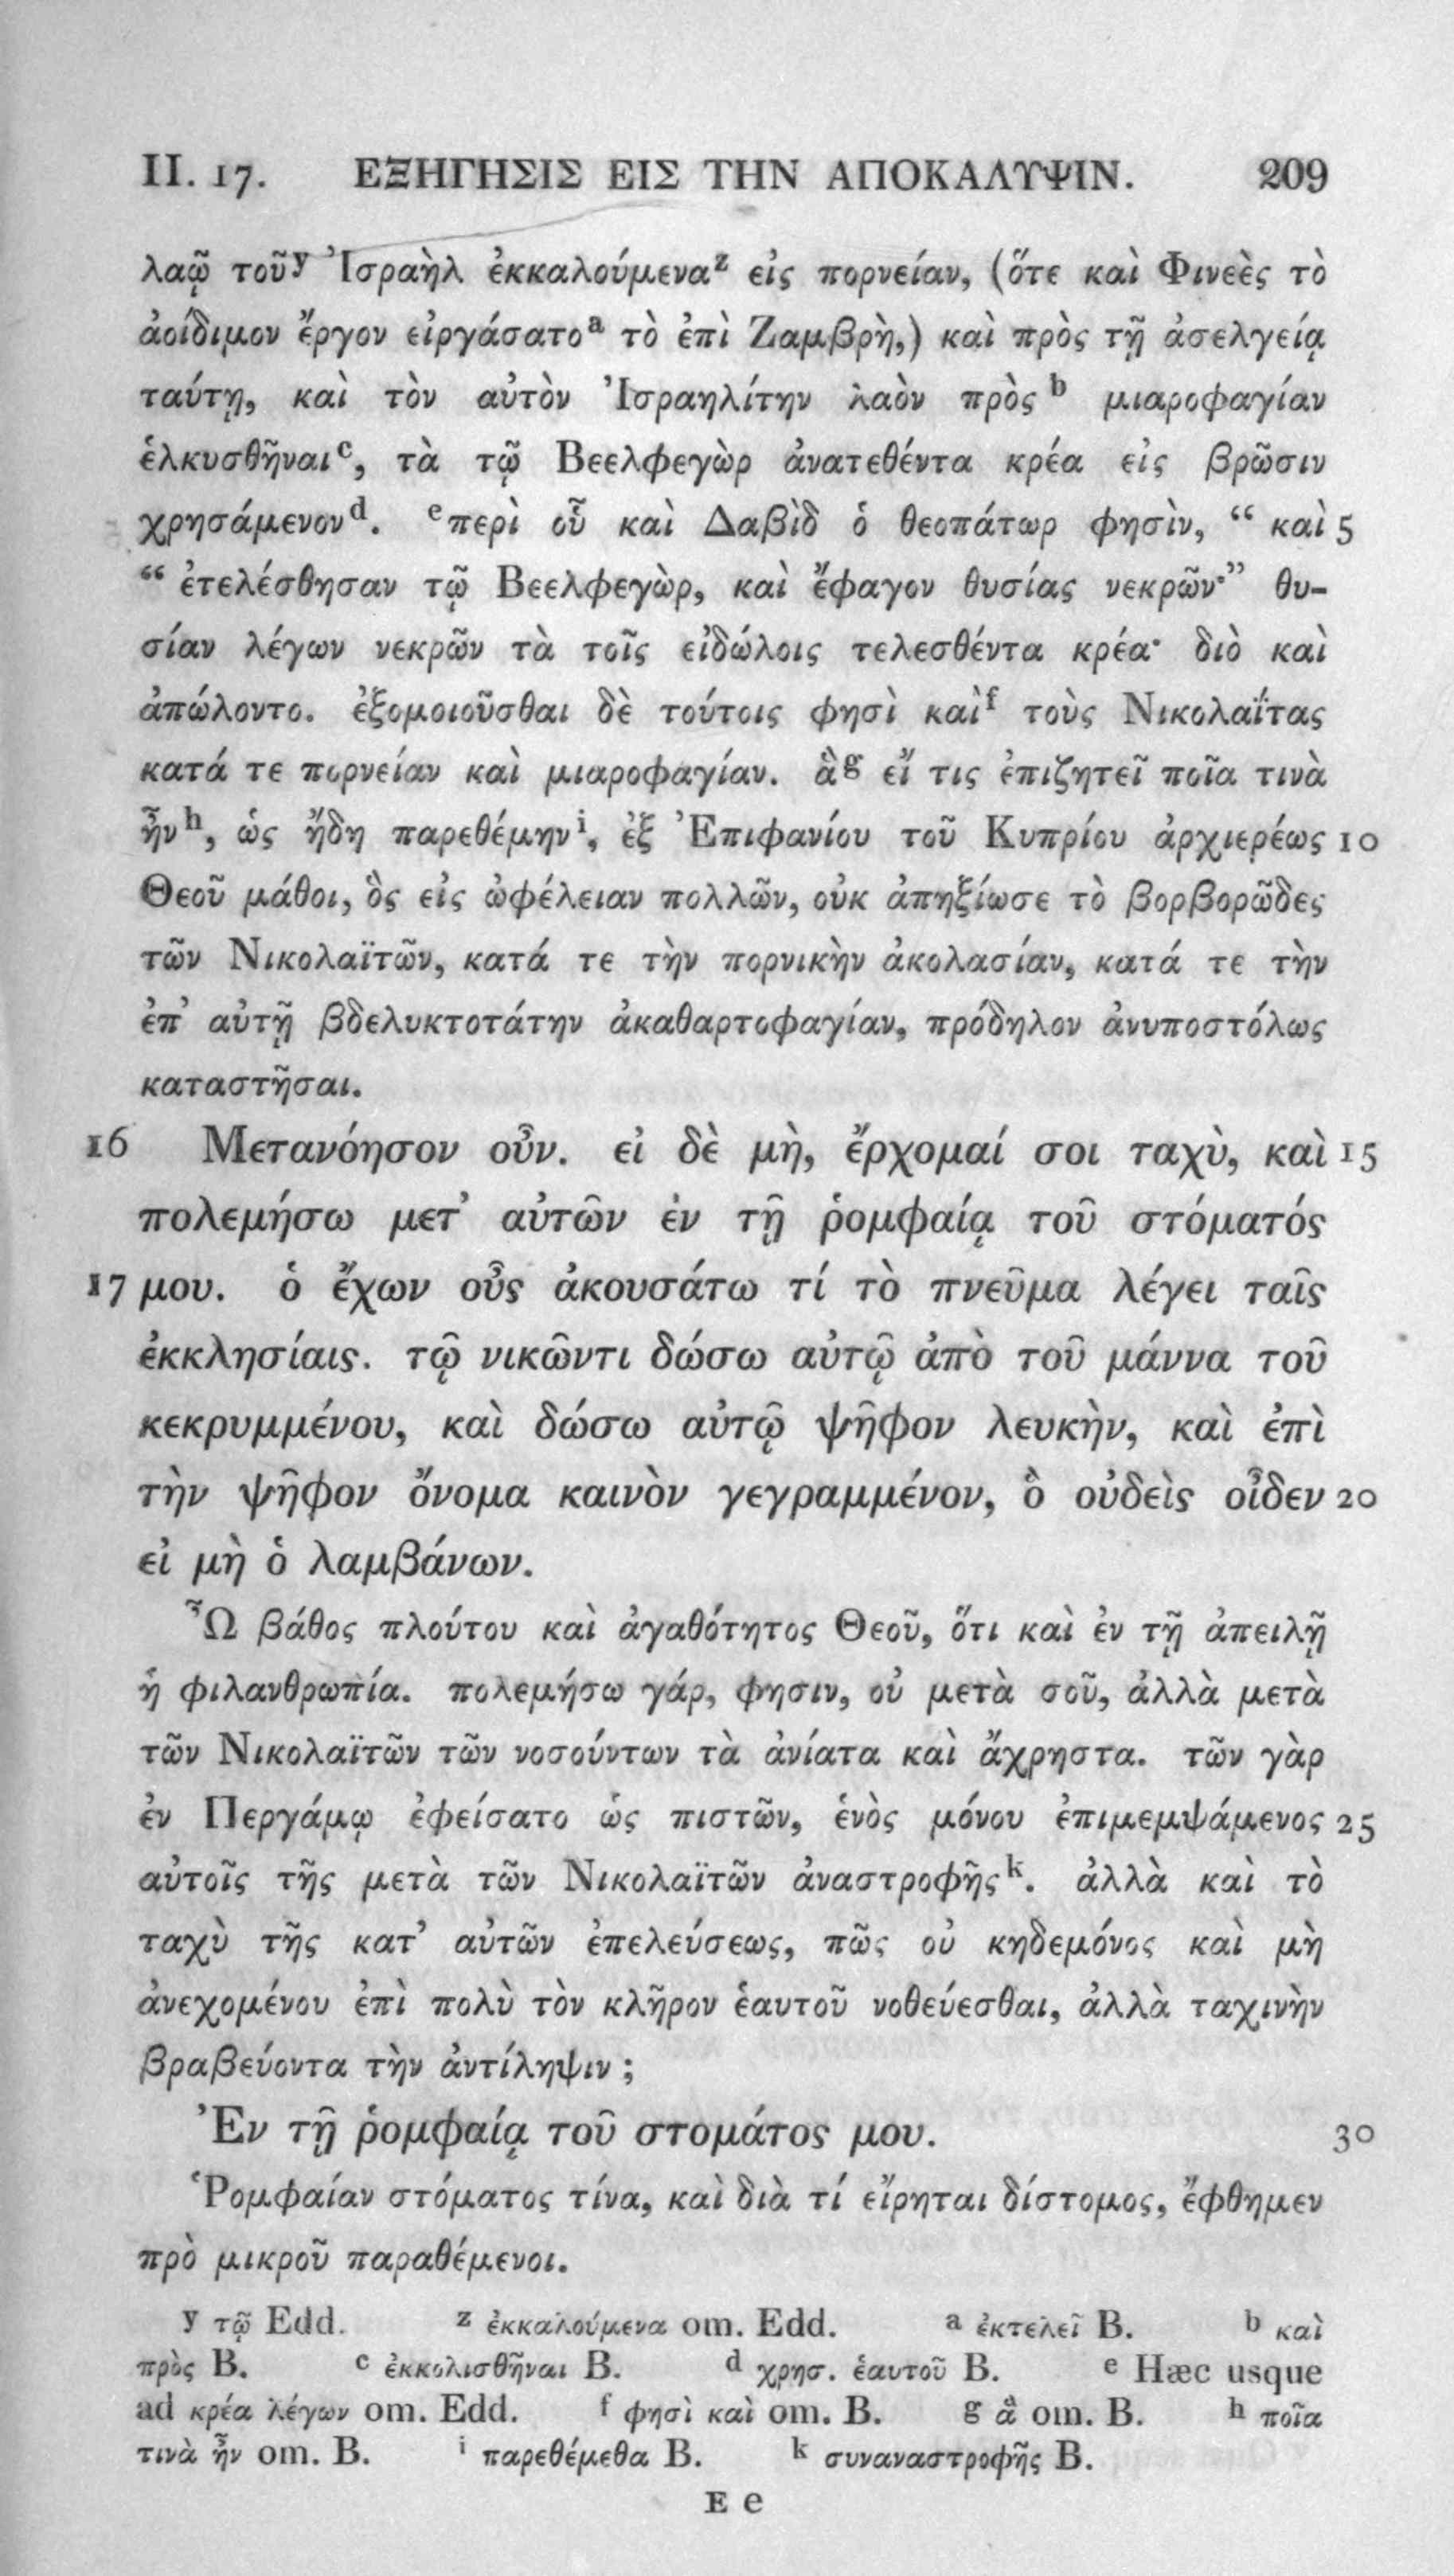 II. 17. ΕΞΗΓΗΣΙΣ ΕΙΣ ΤΗΝ ΑΠΟΚΑΛΥΨΙΝ. 209
λαῷ τοῦ y Ἰσραὴλ ἐκκαλούμενα z εἰς πορνείαν, (ὅτε καὶ Φινεὲς τὸ
ἀοίδιμον ἔργον εἰργάσατο a τὸ ἐπὶ Ζαμβρὴ,) καὶ πρὸς τῇ ἀσελγείᾳ
ταύτῃ, καὶ τὸν αὐτὸν Ἰσραηλίτην λαὸν πρὸς b μιαροφαγίαν
ἑλκυσθῆναι c, τὰ τῷ Βεελφεγὼρ ἀνατεθέντα κρέα εἰς βρῶσιν
χρησάμενον d. e περὶ οὗ καὶ Δαβὶδ ὁ θεοπάτωρ φησὶν, “ καὶ 5
“ ἐτελέσθησαν τῷ Βεελφεγὼρ, καὶ ἔφαγον θυσίας νεκρῶν·” θυ-
σίαν λέγων νεκρῶν τὰ τοῖς εἰδώλοις τελεσθέντα κρέα· διὸ καὶ
ἀπώλοντο. ἐξομοιοῦσθαι δὲ τούτοις φησὶ καὶ f τοὺς Νικολαΐτας
κατά τε πορνείαν καὶ μιαροφαγίαν. ἃ g εἴ τις ἐπιζητεῖ ποῖα τινὰ
ἦν h, ὡς ἤδη παρεθέμην i, ἐξ Ἐπιφανίου τοῦ Κυπρίου ἀρχιερέως 10
Θεοῦ μάθοι, ὃς εἰς ὠφέλειαν πολλῶν, οὐκ ἀπηξίωσε τὸ βορβορῶδες
τῶν Νικολαϊτῶν, κατά τε τὴν πορνικὴν ἀκολασίαν, κατά τε τὴν
ἐπ’ αὐτῇ βδελυκτοτάτην ἀκαθαρτοφαγίαν, πρόδηλον ἀνυποστόλως
καταστῆσαι.
16 Μετανόησον οὖν. εἰ δὲ μὴ, ἔρχομαί σοι ταχὺ, καὶ 15
πολεμήσω μετ’ αὐτῶν ἐν τῇ ῥομφαίᾳ τοῦ στόματός
17 μου. ὁ ἔχων οὖς ἀκουσάτω τί τὸ πνεῦμα λέγει ταῖς
ἐκκλησίαις. τῷ νικῶντι δώσω αὐτῷ ἀπὸ τοῦ μάννα τοῦ
κεκρυμμένου, καὶ δώσω αὐτῷ ψῆφον λευκὴν, καὶ ἐπὶ
τὴν ψῆφον ὄνομα καινὸν γεγραμμένον, ὃ οὐδεὶς οἶδεν 20
εἰ μὴ ὁ λαμβάνων.
Ὦ βάθος πλούτου καὶ ἀγαθότητος Θεοῦ, ὅτι καὶ ἐν τῇ ἀπειλῇ
ἡ φιλανθρωπία. πολεμήσω γάρ, φησιν, οὐ μετὰ σοῦ, ἀλλὰ μετὰ
τῶν Νικολαϊτῶν τῶν νοσούντων τὰ ἀνίατα καὶ ἄχρηστα. τῶν γὰρ
ἐν Περγάμῳ ἐφείσατο ὡς πιστῶν, ἑνὸς μόνου ἐπιμεμψάμενος 25
αὐτοῖς τῆς μετὰ τῶν Νικολαϊτῶν ἀναστροφῆς k. ἀλλὰ καὶ τὸ
ταχὺ τῆς κατ’ αὐτῶν ἐπελεύσεως, πῶς οὐ κηδεμόνος καὶ μὴ
ἀνεχομένου ἐπὶ πολὺ τὸν κλῆρον ἑαυτοῦ νοθεύεσθαι, ἀλλὰ ταχινὴν
βραβεύοντα τὴν ἀντίληψιν ;
Ἐν τῇ ῥομφαίᾳ τοῦ στομάτος μου. 30
Ῥομφαίαν στόματος τίνα, καὶ διὰ τί εἴρηται δίστομος, ἔφθημεν
πρὸ μικροῦ παραθέμενοι.
y τῷ Edd. z ἐκκαλούμενα om. Edd. a ἐκτελεῖ B. b καὶ
πρὸς B. c ἐκκολισθῆναι B. d χρησ. ἑαυτοῦ B. e Hæc usque
ad κρέα λέγων om. Edd. f φησὶ καὶ om. B. g ἃ om. B. h ποῖα
τινὰ ἦν om. B. i παρεθέμεθα B. k συναναστροφῆς B.
E e